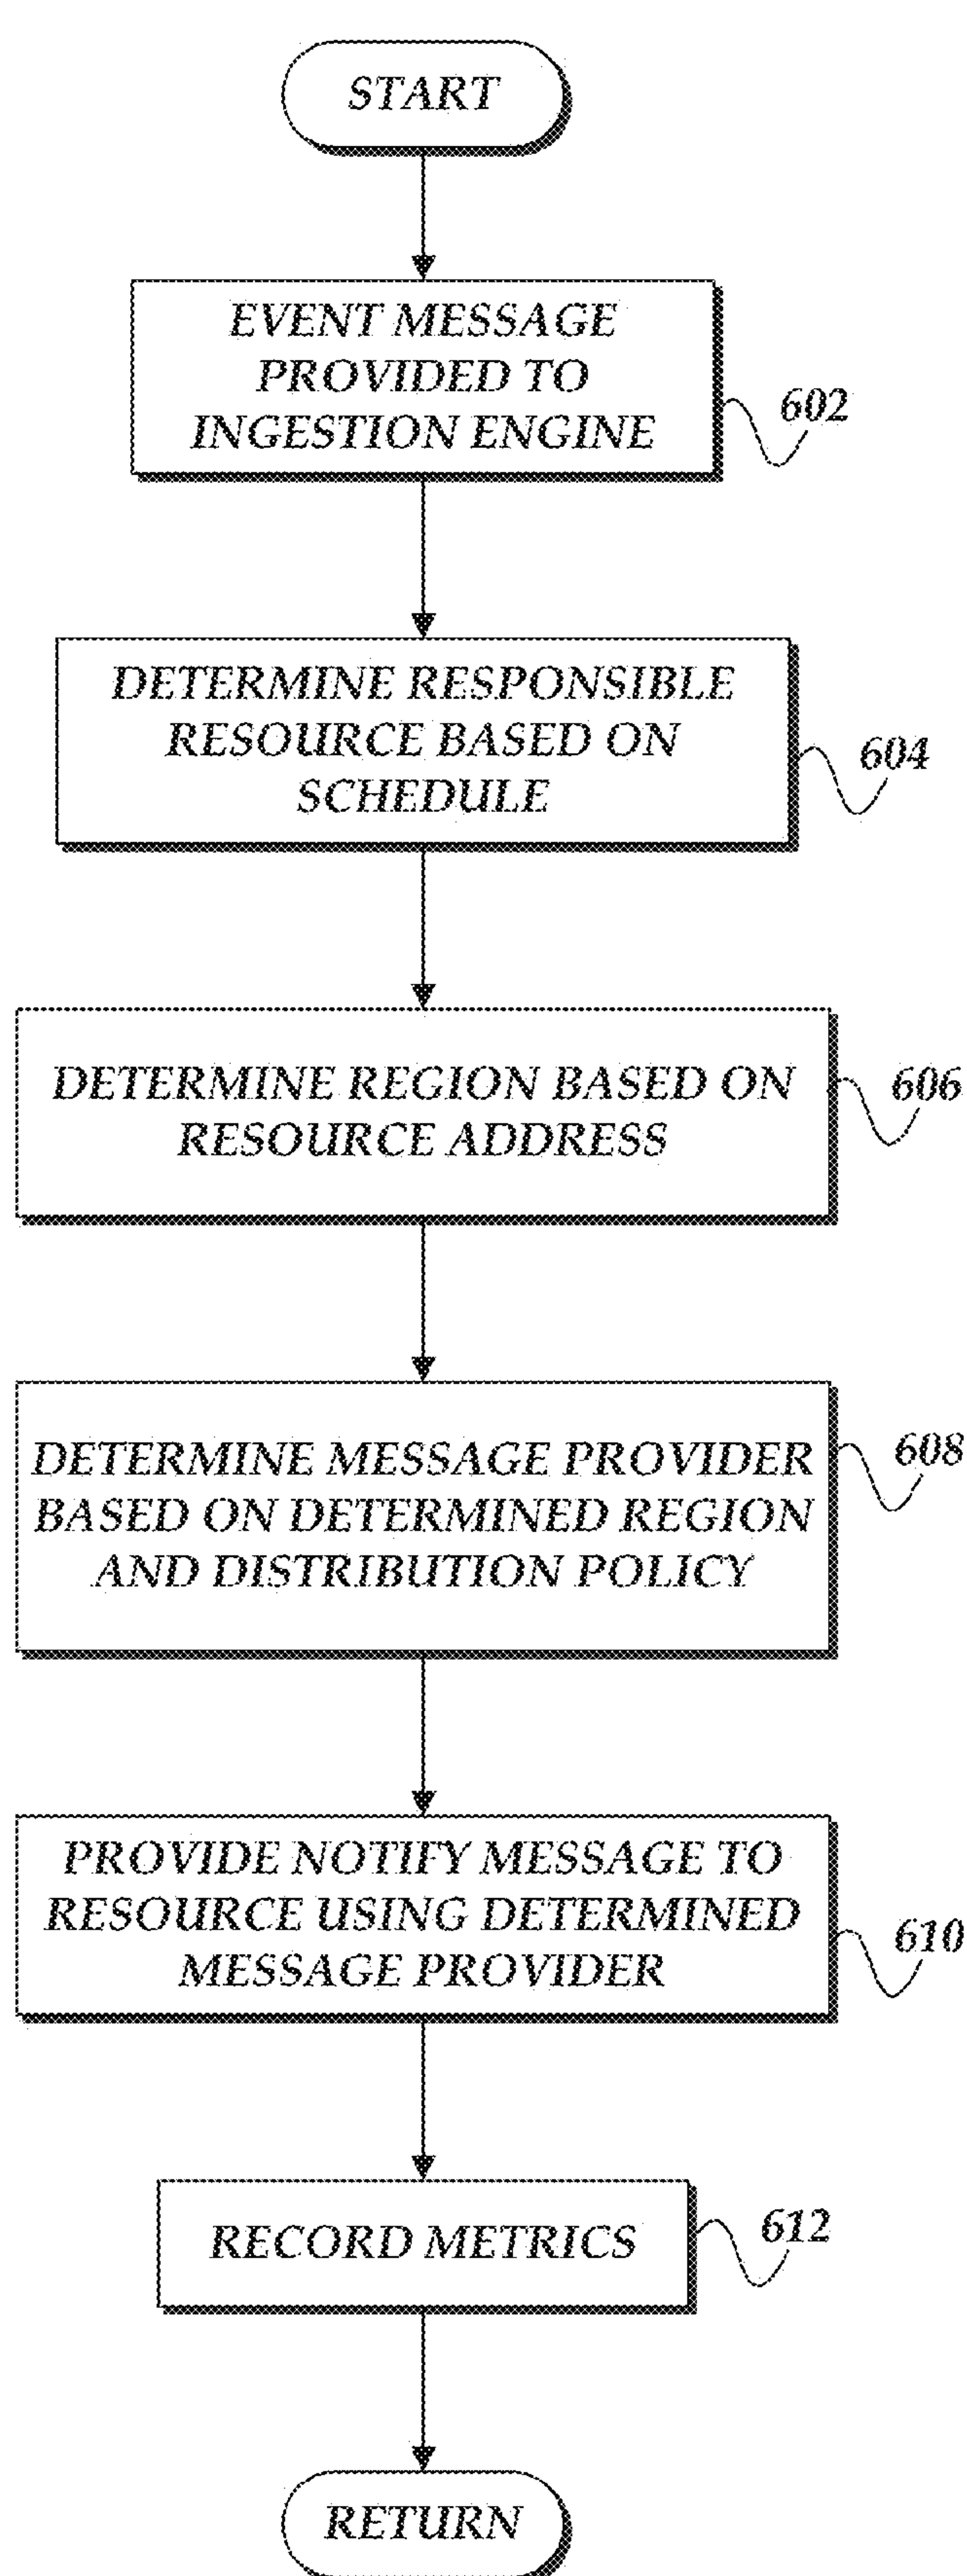 START
EVENT MESSAGE
PROVIDED TO
INGESTION ENGINE
602
DETERMINE RESPONSIBLE
RESOURCE BASED ON
SCHEDULE
604
DETERMINE REGION BASED ON
RESOURCE ADDRESS
606
DETERMINE MESSAGE PROVIDER
BASED ON DETERMINED REGION
AND DISTRIBUTION POLICY
608
PROVIDE NOTIFY MESSAGE TO
RESOURCE USING DETERMINED
MESSAGE PROVIDER
610
RECORD METRICS
612
RETURN